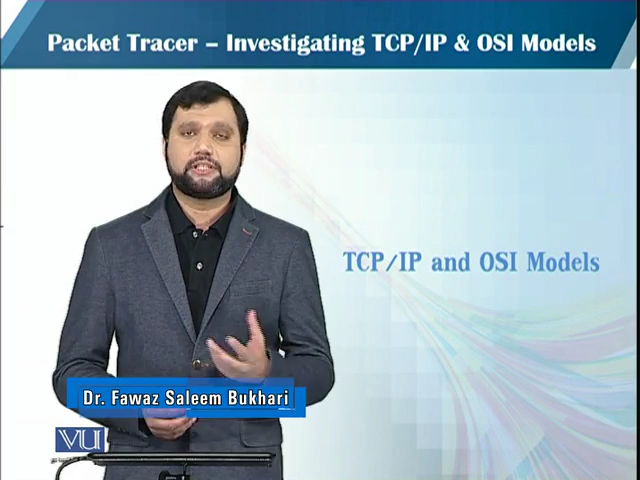 Packet Tracer – Investigating TCP/IP & OSI Models
TCP/IP and OSI Models
Dr. Fawaz Saleem Bukhari
VU